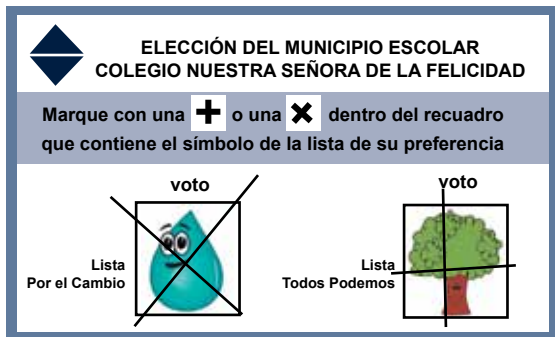 ELECCIÓN DEL MUNICIPIO ESCOLAR
COLEGIO NUESTRA SEÑORA DE LA FELICIDAD
Marque con una + o una × dentro del recuadro
que contiene el símbolo de la lista de su preferencia
voto
Lista
Por el Cambio
voto
Lista
Todos Podemos